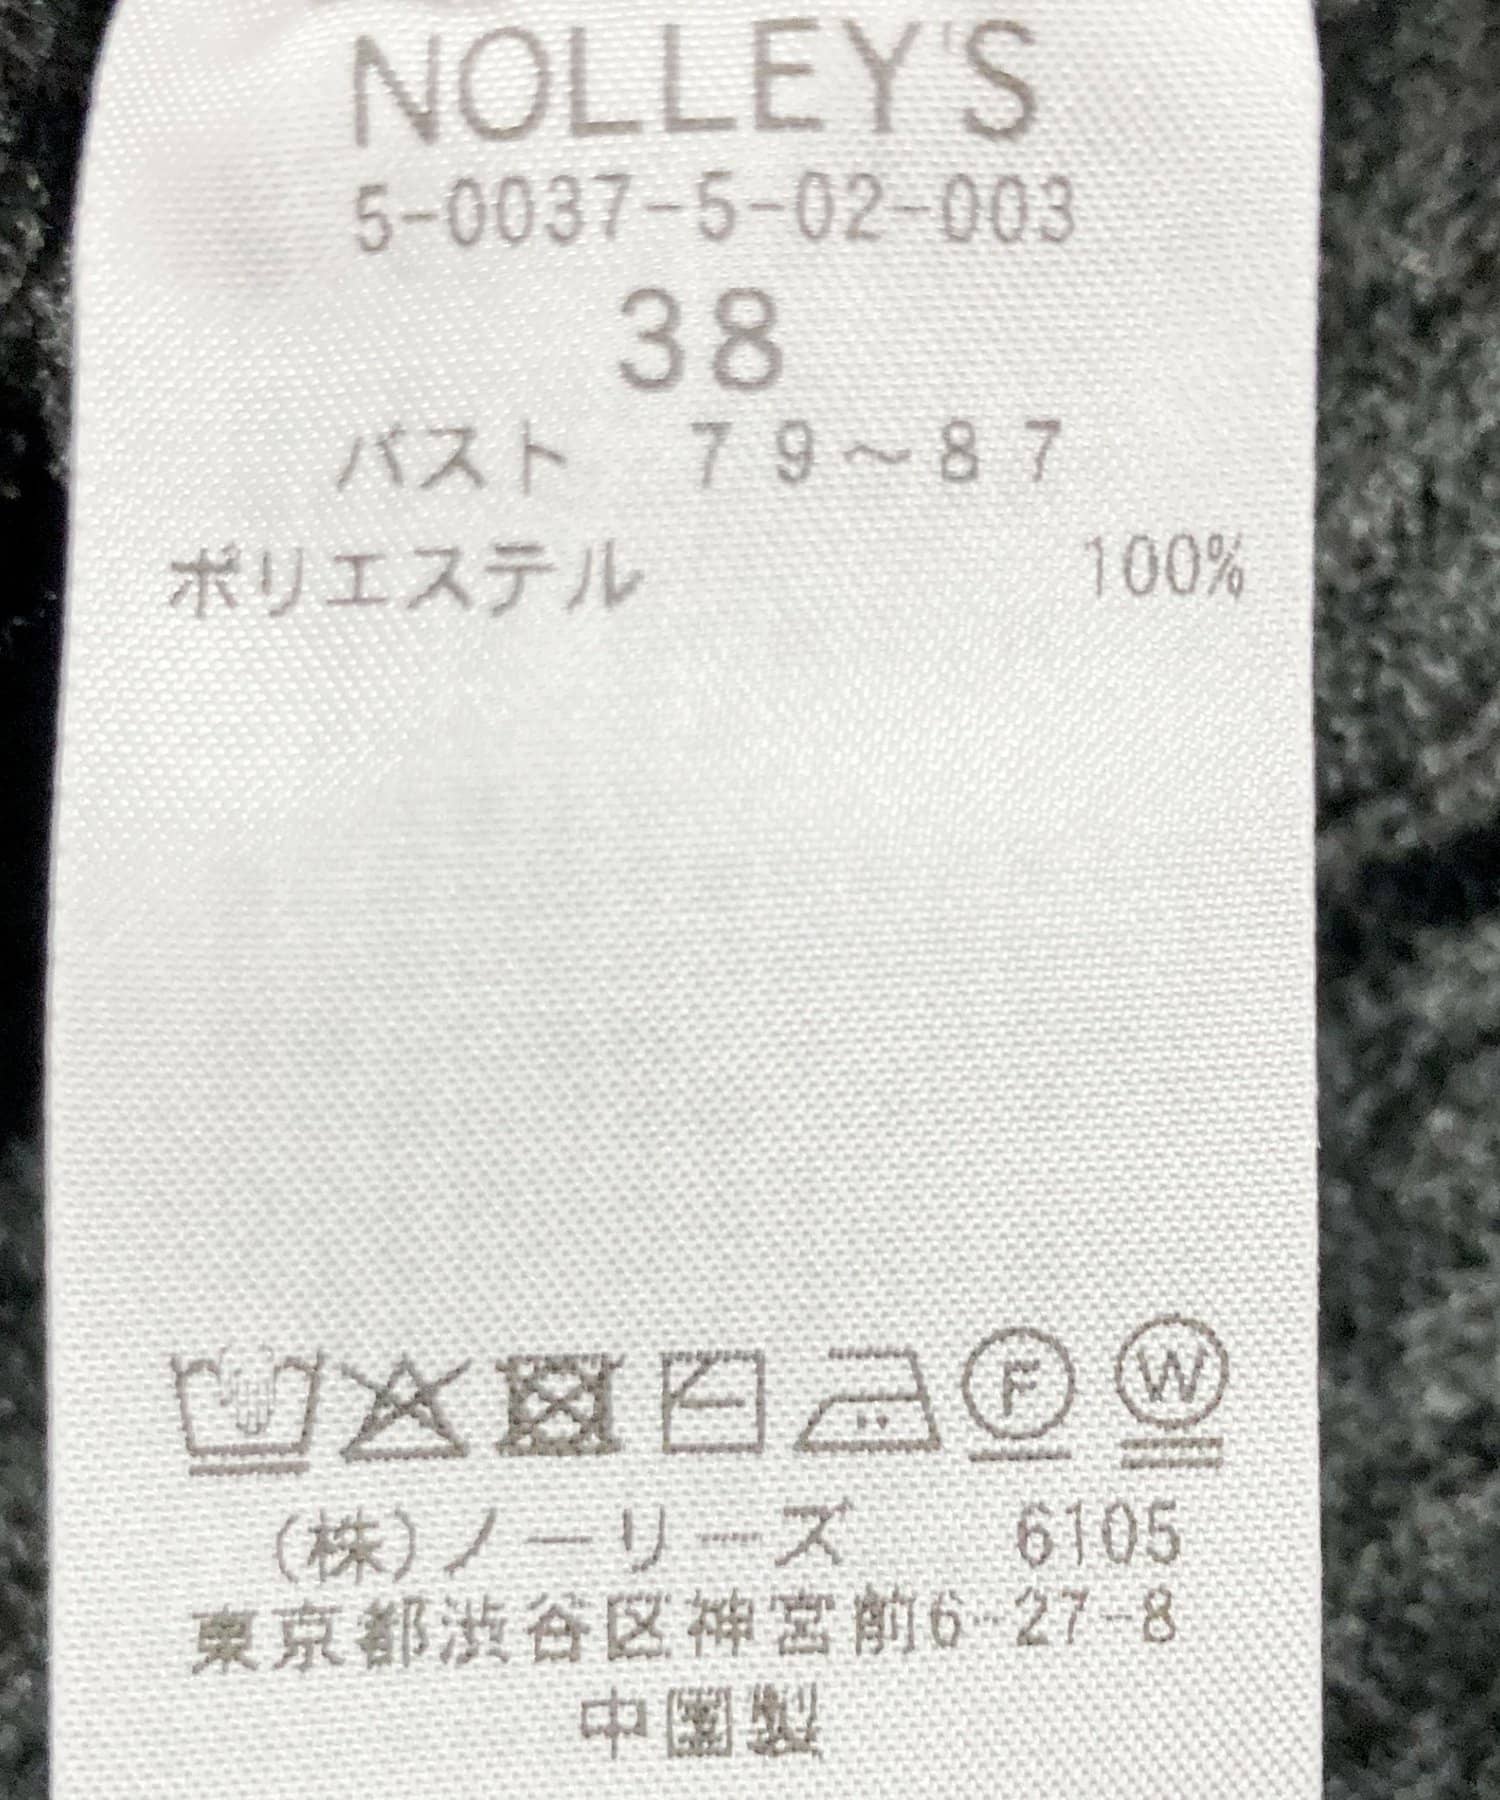 NOLLEY'S
5-0037-5-02-003
38
バスト 79～87
ポリエステル 100%
F W
(株)ノーリーズ 6105
東京都渋谷区神宮前6-27-8
中国製